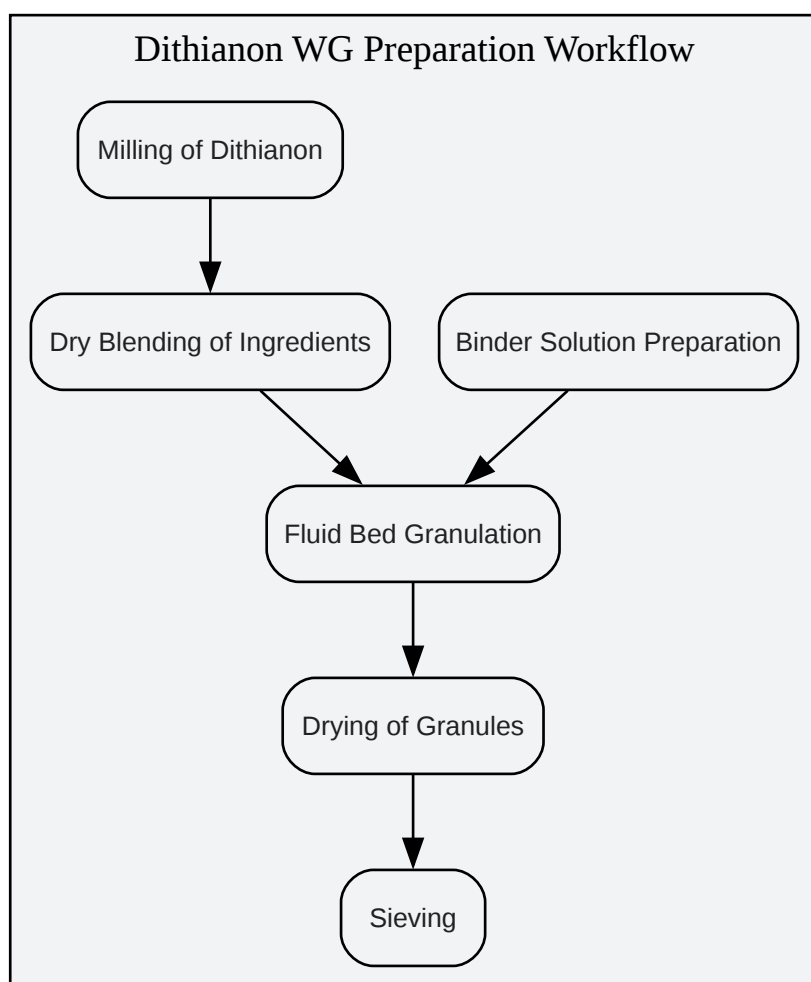 Dithianon WG Preparation Workflow
Milling of Dithianon
Dry Blending of Ingredients
Binder Solution Preparation
Fluid Bed Granulation
Drying of Granules
Sieving